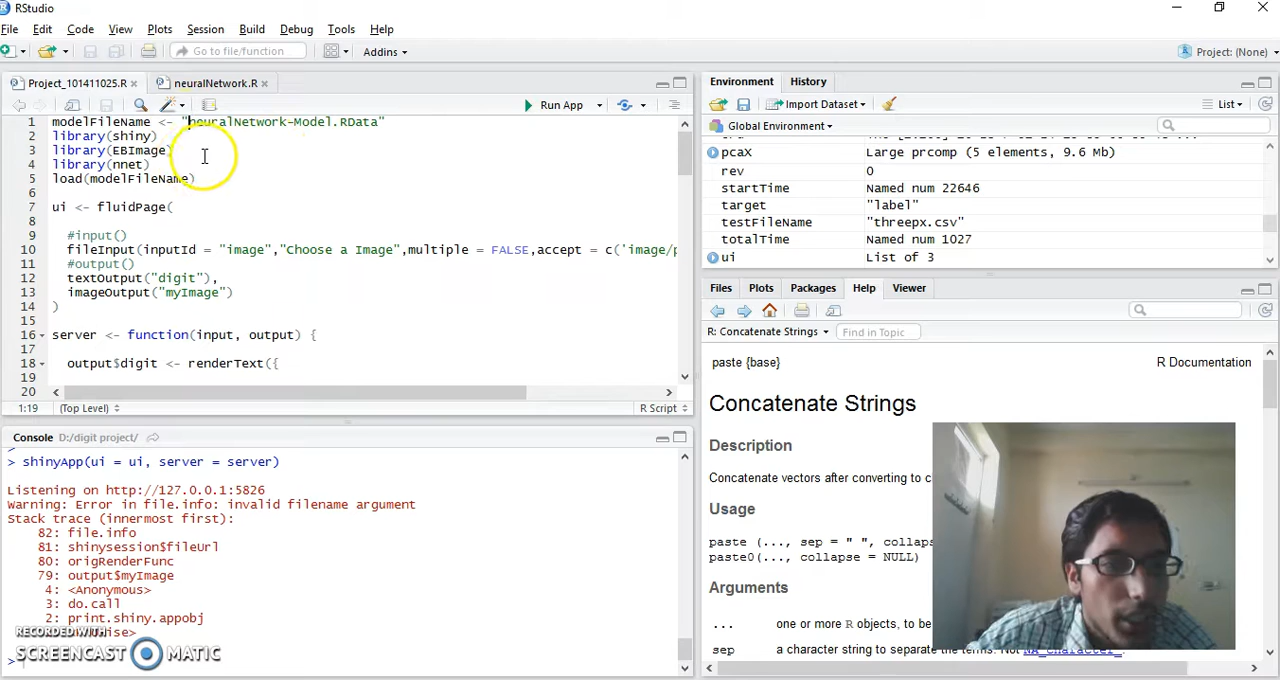 RStudio
File Edit Code View Plots Session Build Debug Tools Help
Go to file/function Addins Project: (None)
Project_101411025.R × neuralNetwork.R ×
Run App
1 modelFileName <- "neuralNetwork-Model.RData"
2 library(shiny)
3 library(EBImage)
4 library(nnet)
5 load(modelFileName)
6
7 ui <- fluidPage(
8
9 #input()
10 fileInput(inputId = "image","Choose a Image",multiple = FALSE,accept = c('image/p
11 #output()
12 textOutput("digit"),
13 imageOutput("myImage")
14 )
15
16 server <- function(input, output) {
17
18 output$digit <- renderText({
19
20
1:19 (Top Level) R Script
Console D:/digit project/
> shinyApp(ui = ui, server = server)
Listening on http://127.0.0.1:5826
Warning: Error in file.info: invalid filename argument
Stack trace (innermost first):
82: file.info
81: shinysession$fileUrl
80: origRenderFunc
79: output$myImage
4: <Anonymous>
3: do.call
2: print.shiny.appobj
RECORDED WITH
SCREENCAST MATIC
>
Environment History
Import Dataset List
Global Environment
pcaX Large prcomp (5 elements, 9.6 Mb)
rev 0
startTime Named num 22646
target "label"
testFileName "threepx.csv"
totalTime Named num 1027
ui List of 3
Files Plots Packages Help Viewer
R: Concatenate Strings Find in Topic
paste {base} R Documentation
Concatenate Strings
Description
Concatenate vectors after converting to c
Usage
paste (..., sep = " ", collaps
paste0(..., collapse = NULL)
Arguments
... one or more R objects, to be
sep a character string to separate the terms. Not NA_character_.